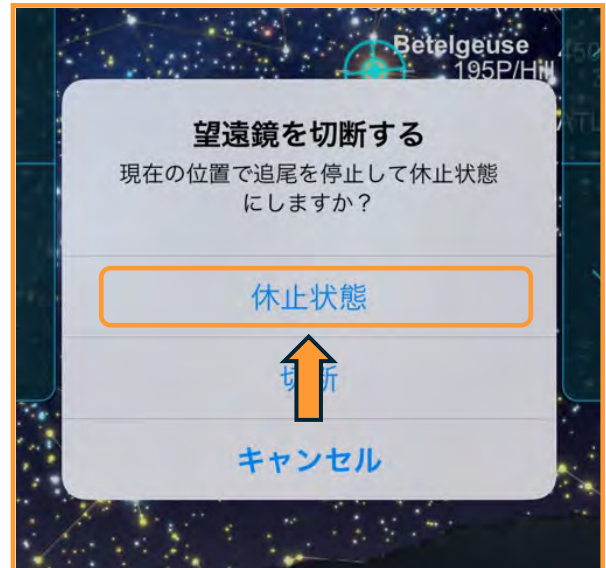 Betelgeuse
195P/Hill
望遠鏡を切断する
現在の位置で追尾を停止して休止状態
にしますか？
休止状態
切断
キャンセル